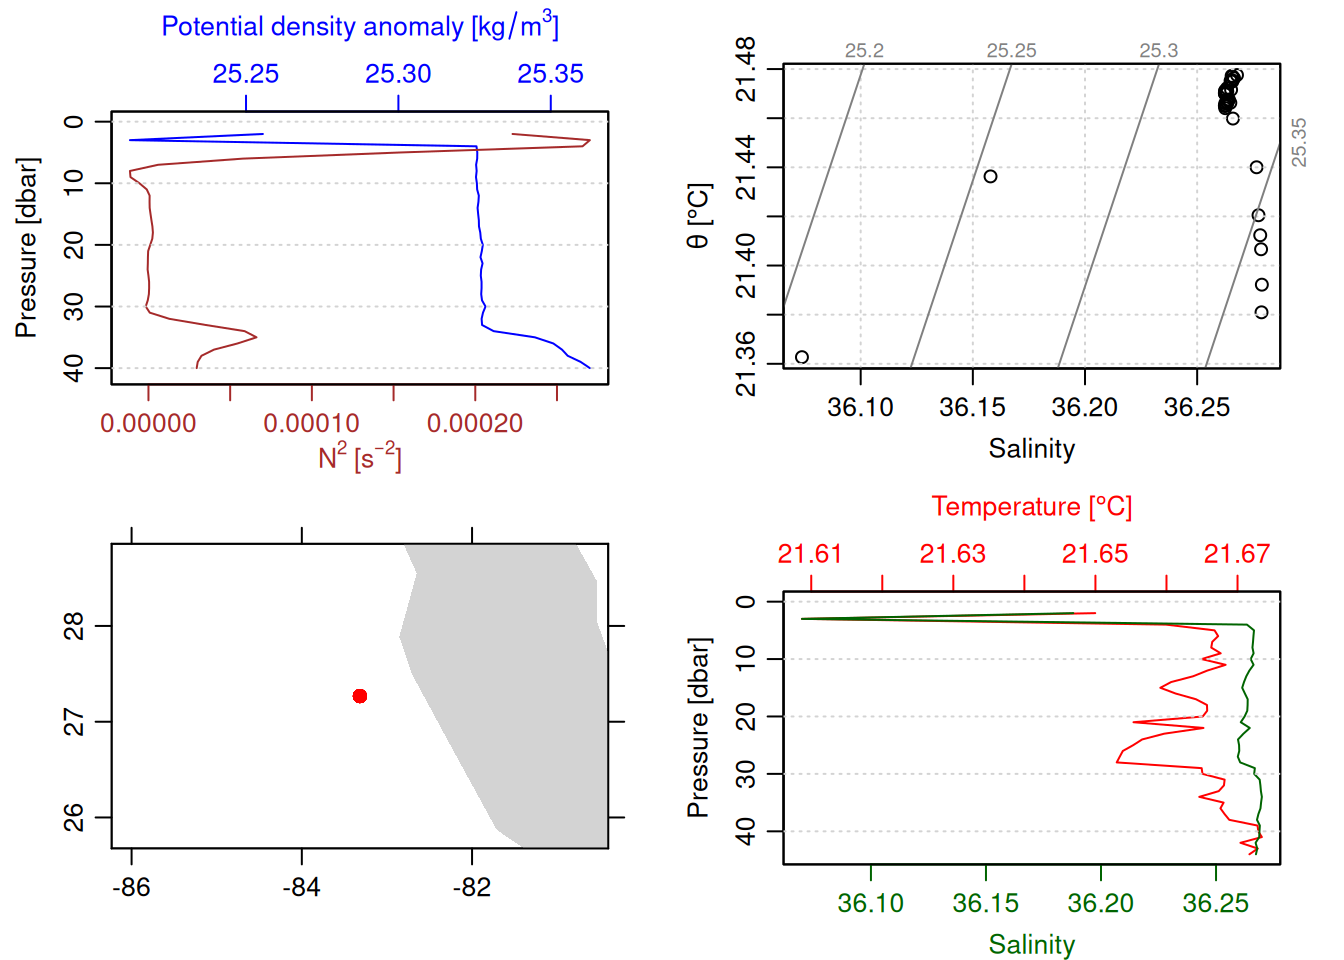 Potential density anomaly [kg/m³]
25.25 25.30 25.35
0
10
20
30
40
Pressure [dbar]
0.00000 0.00010 0.00020
N² [s⁻²]
25.2 25.25 25.3
25.35
21.48
21.44
21.40
21.36
θ [°C]
36.10 36.15 36.20 36.25
Salinity
28
27
26
-86 -84 -82
Temperature [°C]
21.61 21.63 21.65 21.67
0
10
20
30
40
Pressure [dbar]
36.10 36.15 36.20 36.25
Salinity